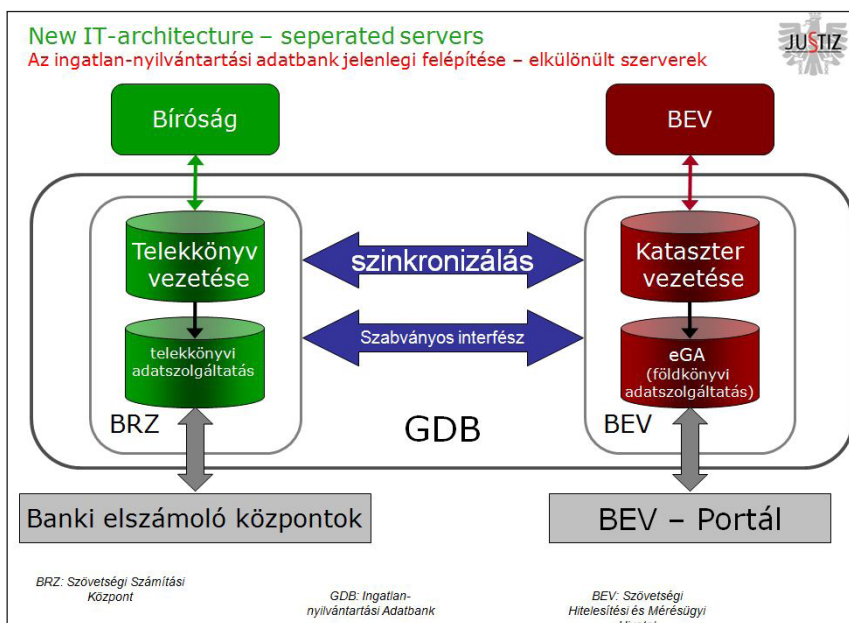 New IT-architecture – seperated servers
Az ingatlan-nyilvántartási adatbank jelenlegi felépítése – elkülönült szerverek
JUSTIZ
Bíróság
BEV
Telekkönyv
vezetése
szinkronizálás
Kataszter
vezetése
telekkönyvi
adatszolgáltatás
Szabványos interfész
eGA
(földkönyvi
adatszolgáltatás)
BRZ
GDB
BEV
Banki elszámoló központok
BEV – Portál
BRZ: Szövetségi Számítási
Központ
GDB: Ingatlan-
nyilvántartási Adatbank
BEV: Szövetségi
Hitelesítési és Mérésügyi